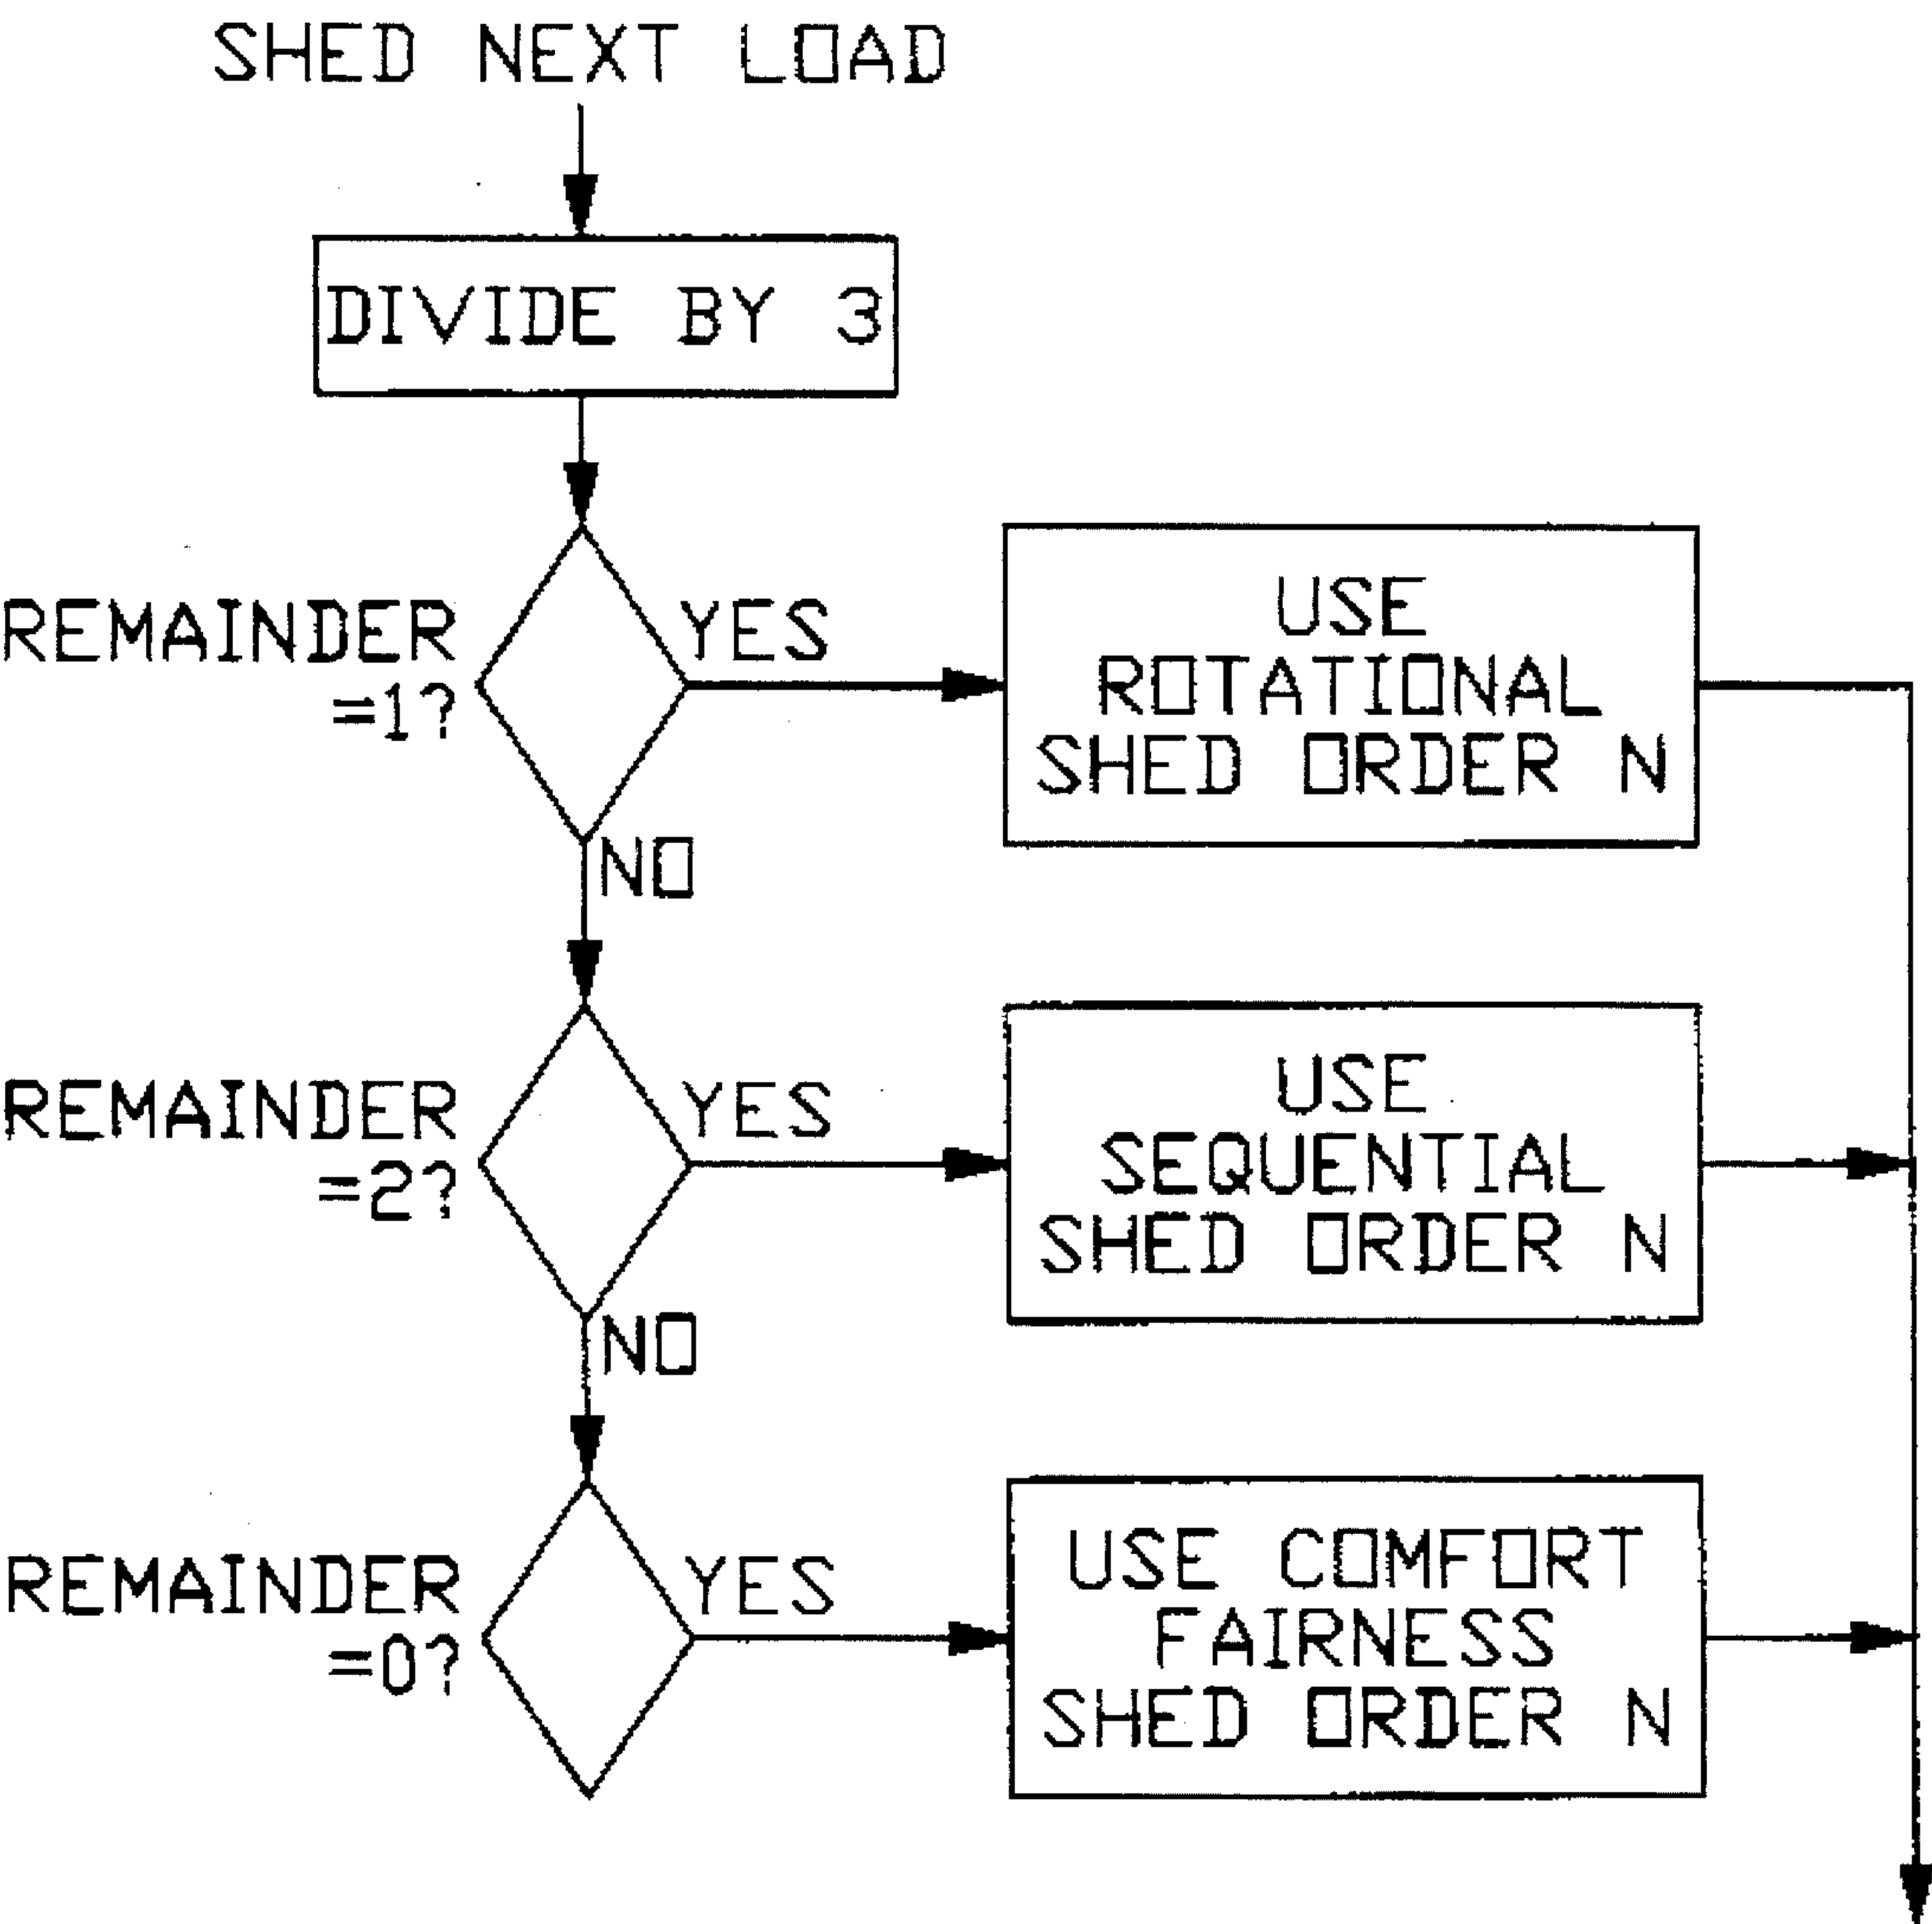 SHED NEXT LOAD
DIVIDE BY 3
REMAINDER
=1?
YES
USE
ROTATIONAL
SHED ORDER N
NO
REMAINDER
=2?
YES
USE
SEQUENTIAL
SHED ORDER N
NO
REMAINDER
=0?
YES
USE COMFORT
FAIRNESS
SHED ORDER N